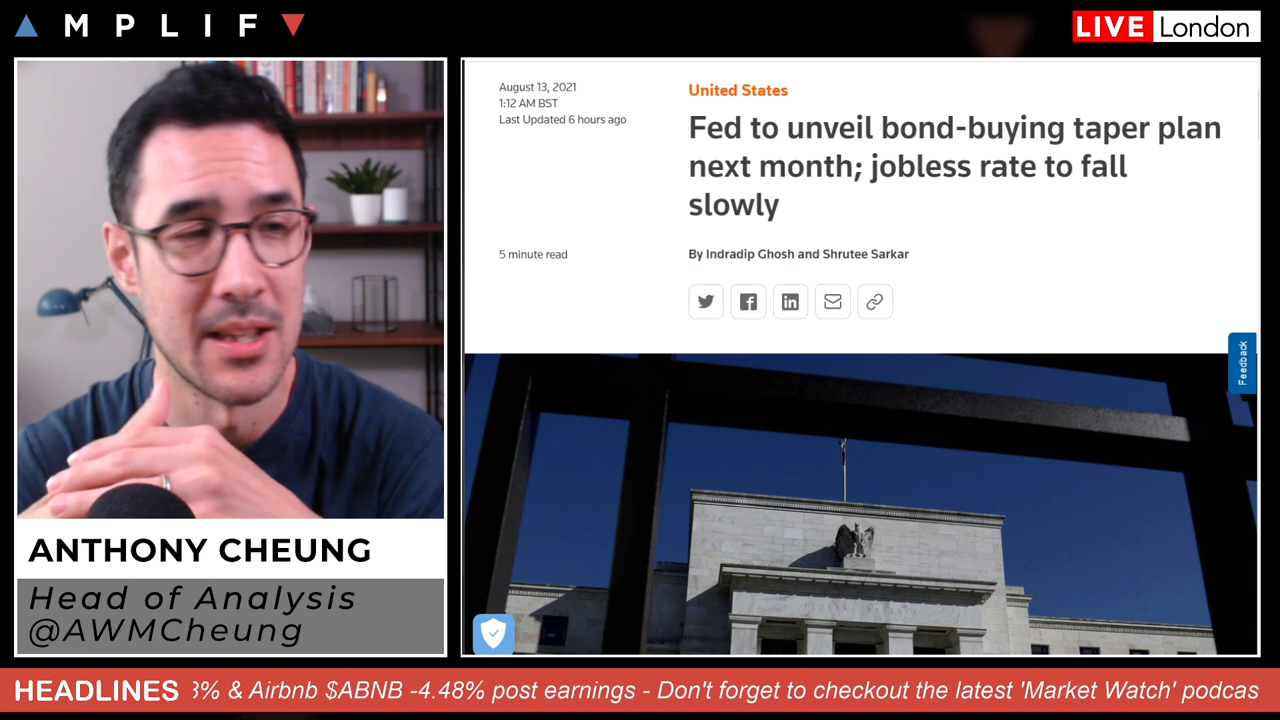 MPLIF
LIVE London
August 13, 2021
1:12 AM BST
Last Updated 6 hours ago
United States
Fed to unveil bond-buying taper plan
next month; jobless rate to fall
slowly
5 minute read
By Indradip Ghosh and Shrutee Sarkar
Feedback
ANTHONY CHEUNG
Head of Analysis
@AWMCheung
HEADLINES 3% & Airbnb $ABNB -4.48% post earnings - Don't forget to checkout the latest 'Market Watch' podcas